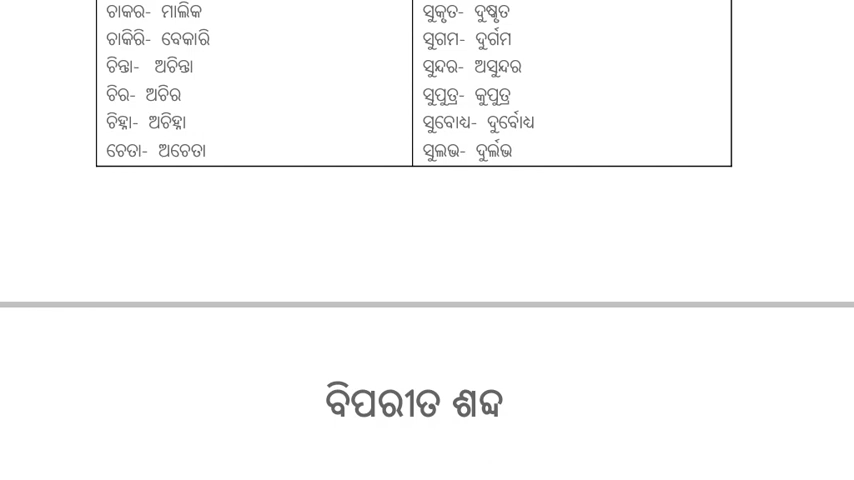 ଚାକର- ମାଲିକ
ଚାକିରି- ବେକାରି
ଚିନ୍ତା- ଅଚିନ୍ତା
ଚିର- ଅଚିର
ଚିହ୍ନା- ଅଚିହ୍ନା
ଚେତା- ଅଚେତା
ସୁକୃତ- ଦୁଷ୍କୃତ
ସୁଗମ- ଦୁର୍ଗମ
ସୁନ୍ଦର- ଅସୁନ୍ଦର
ସୁପୁତ୍ର- କୁପୁତ୍ର
ସୁବୋଧ୍ୟ- ଦୁର୍ବୋଧ୍ୟ
ସୁଲଭ- ଦୁର୍ଲଭ
ବିପରୀତ ଶବ୍ଦ